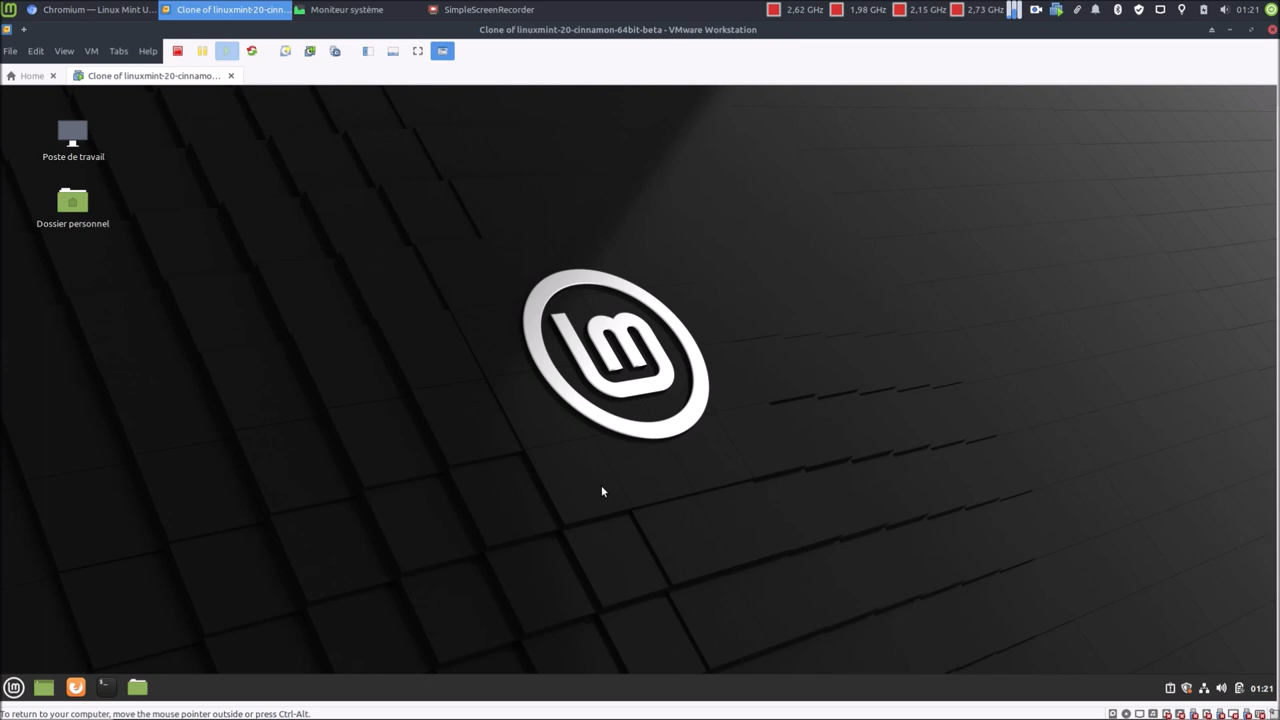 Chromium — Linux Mint U... Clone of linuxmint-20-cinn... Moniteur système SimpleScreenRecorder 2,62 GHz 1,98 GHz 2,15 GHz 2,73 GHz 01:21
Clone of linuxmint-20-cinnamon-64bit-beta - VMware Workstation
File Edit View VM Tabs Help
Home Clone of linuxmint-20-cinnamo...
Poste de travail
Dossier personnel
lm
01:21
To return to your computer, move the mouse pointer outside or press Ctrl-Alt.